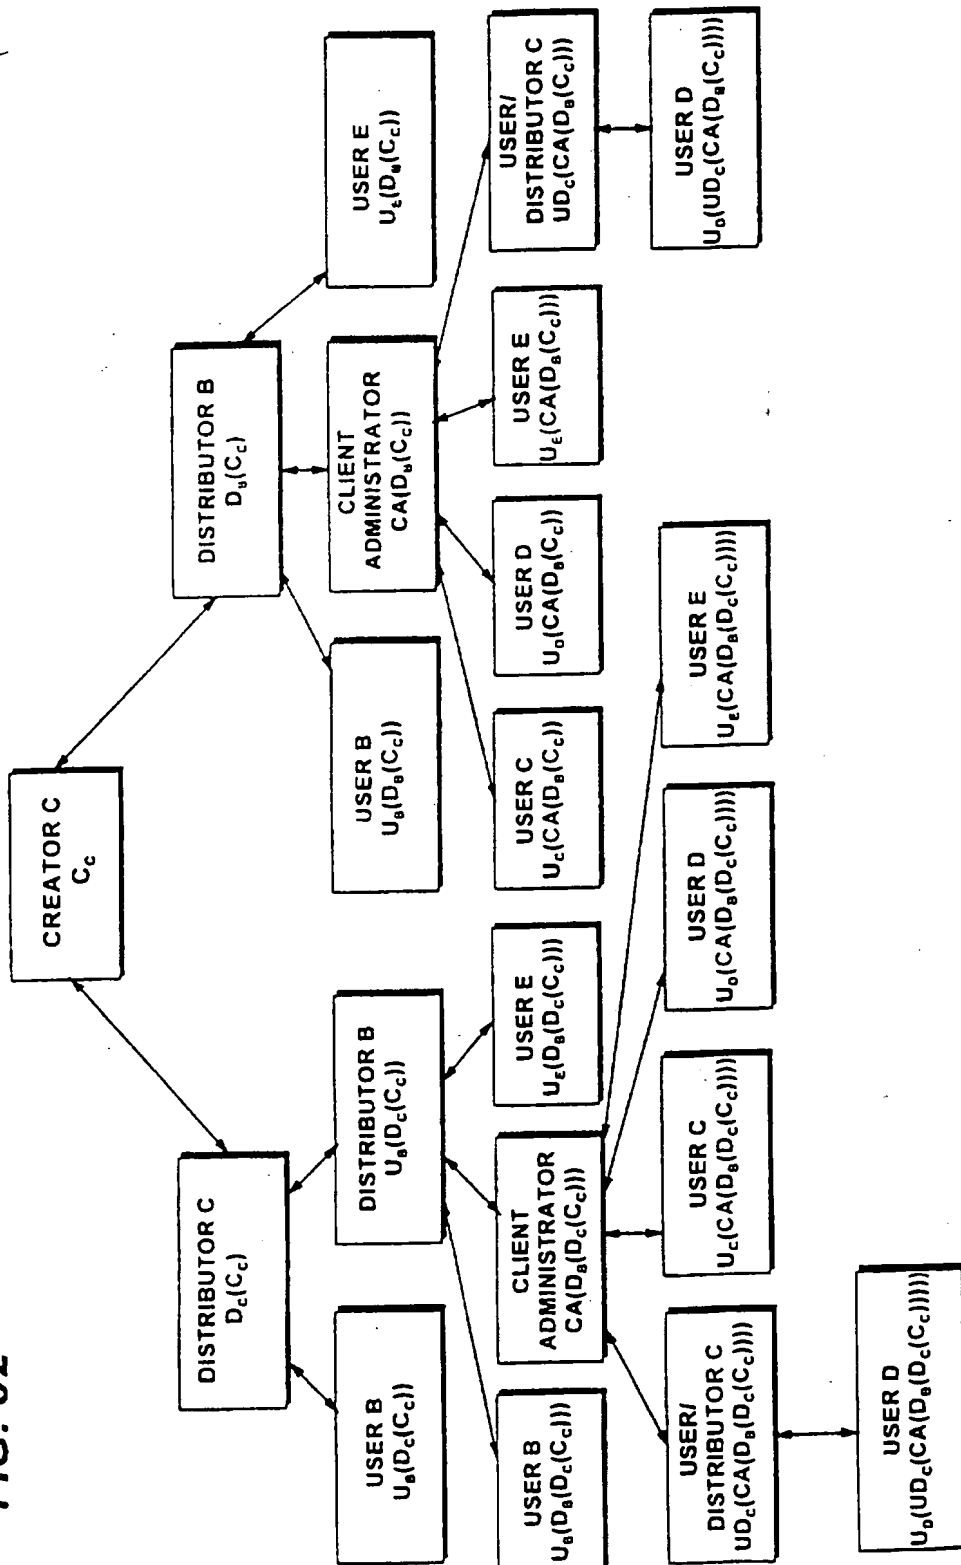 CREATOR C
C_C
DISTRIBUTOR C
D_C(C_C)
DISTRIBUTOR B
D_B(C_C)
USER B
U_B(D_C(C_C))
DISTRIBUTOR B
U_B(D_C(C_C))
USER B
U_B(D_B(C_C))
CLIENT
ADMINISTRATOR
CA(D_B(C_C))
USER E
U_E(D_B(C_C))
USER B
U_B(D_B(D_C(C_C)))
CLIENT
ADMINISTRATOR
CA(D_B(D_C(C_C)))
USER E
U_E(D_B(D_C(C_C)))
USER C
U_C(CA(D_B(C_C))
USER D
U_D(CA(D_B(C_C))
USER E
U_E(CA(D_B(C_C)))
USER/
DISTRIBUTOR C
UD_C(CA(D_B(C_C)))
USER/
DISTRIBUTOR C
UD_C(CA(D_B(D_C(C_C))))
USER C
U_C(CA(D_B(D_C(C_C))))
USER D
U_D(CA(D_B(D_C(C_C))))
USER E
U_E(CA(D_B(D_C(C_C))))
USER D
U_D(UD_C(CA(D_B(C_C))))
USER D
U_D(UD_C(CA(D_B(D_C(C_C)))))